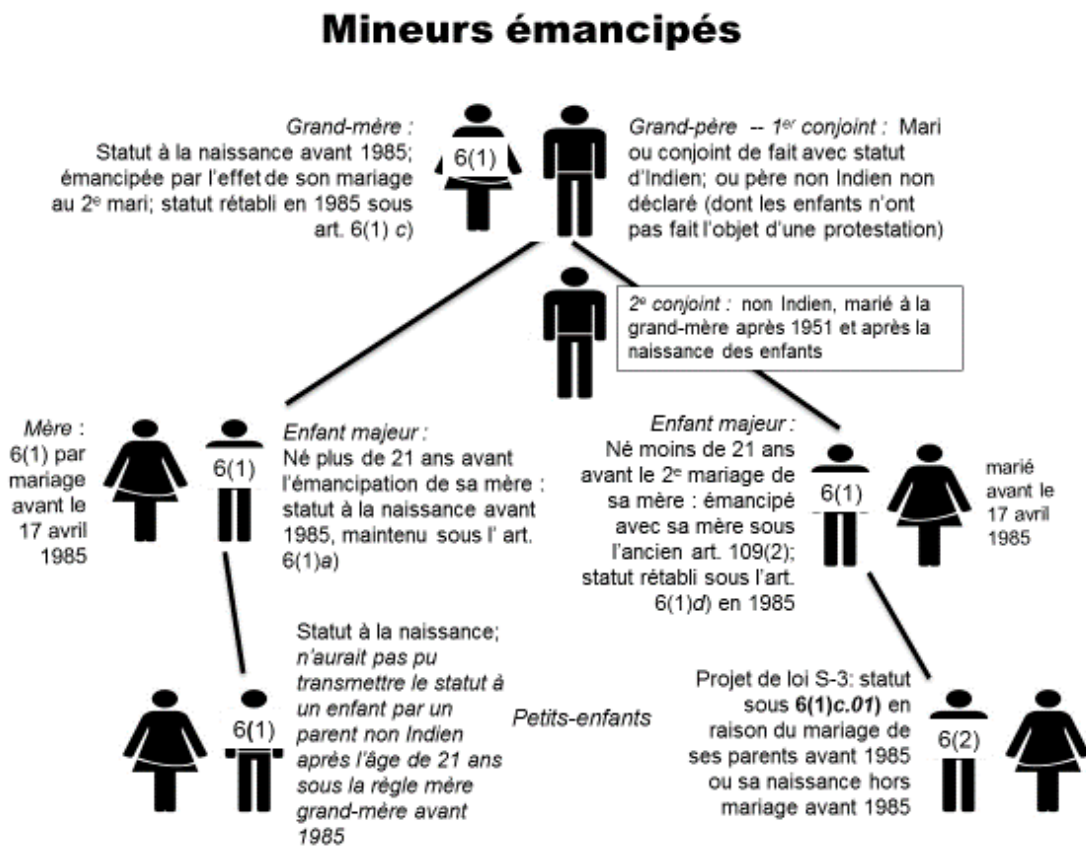 Mineurs émancipés
Grand-mère :
Statut à la naissance avant 1985;
émancipée par l'effet de son mariage
au 2e mari; statut rétabli en 1985 sous
art. 6(1) c)
6(1)
Grand-père -- 1er conjoint : Mari
ou conjoint de fait avec statut
d'Indien; ou père non Indien non
déclaré (dont les enfants n'ont
pas fait l'objet d'une protestation)
2e conjoint : non Indien, marié à la
grand-mère après 1951 et après la
naissance des enfants
Mère :
6(1) par
mariage
avant le
17 avril
1985
6(1)
Enfant majeur :
Né plus de 21 ans avant
l'émancipation de sa mère :
statut à la naissance avant
1985, maintenu sous l' art.
6(1)a)
Enfant majeur :
Né moins de 21 ans
avant le 2e mariage de
sa mère : émancipé
avec sa mère sous
l'ancien art. 109(2);
statut rétabli sous l'art.
6(1)d) en 1985
6(1)
marié
avant le
17 avril
1985
6(1)
Statut à la naissance;
n'aurait pas pu
transmettre le statut à
un enfant par un
parent non Indien
après l'âge de 21 ans
sous la règle mère
grand-mère avant
1985
Petits-enfants
Projet de loi S-3: statut
sous 6(1)c.01) en
raison du mariage de
ses parents avant 1985
ou sa naissance hors
mariage avant 1985
6(2)